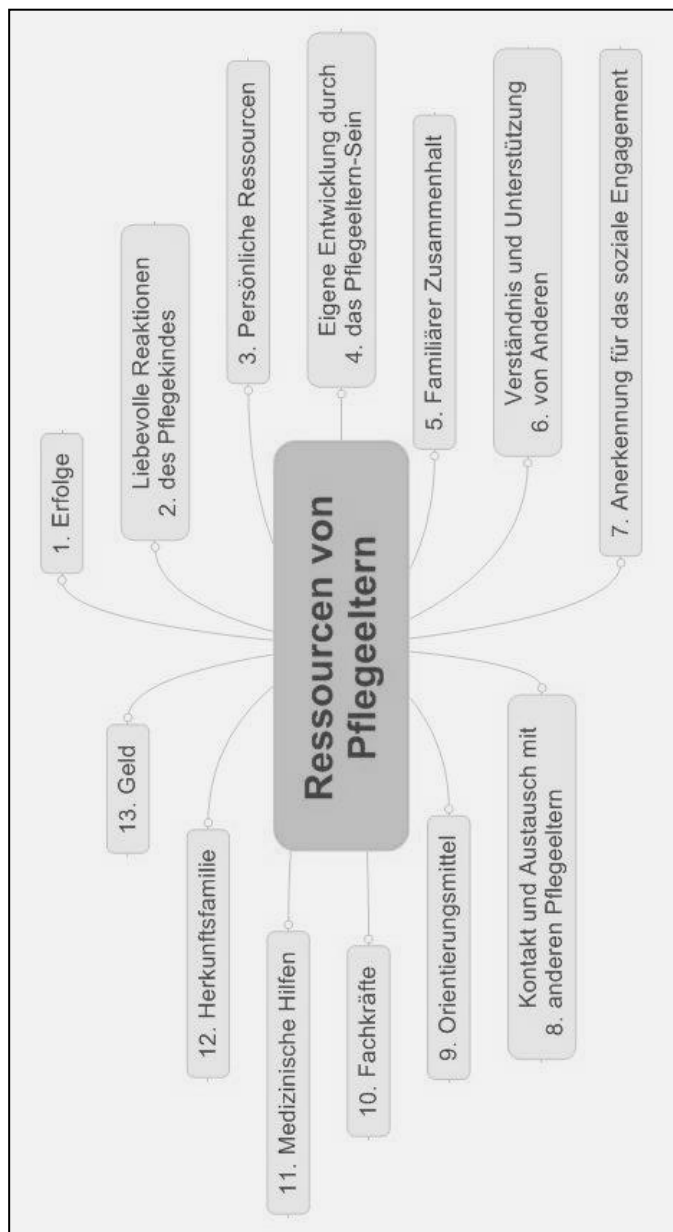 Ressourcen von
Pflegeeltern
1. Erfolge
Liebevolle Reaktionen
2. des Pflegekindes
3. Persönliche Ressourcen
Eigene Entwicklung durch
4. das Pflegeeltern-Sein
5. Familiärer Zusammenhalt
Verständnis und Unterstützung
6. von Anderen
7. Anerkennung für das soziale Engagement
Kontakt und Austausch mit
8. anderen Pflegeeltern
9. Orientierungsmittel
10. Fachkräfte
11. Medizinische Hilfen
12. Herkunftsfamilie
13. Geld